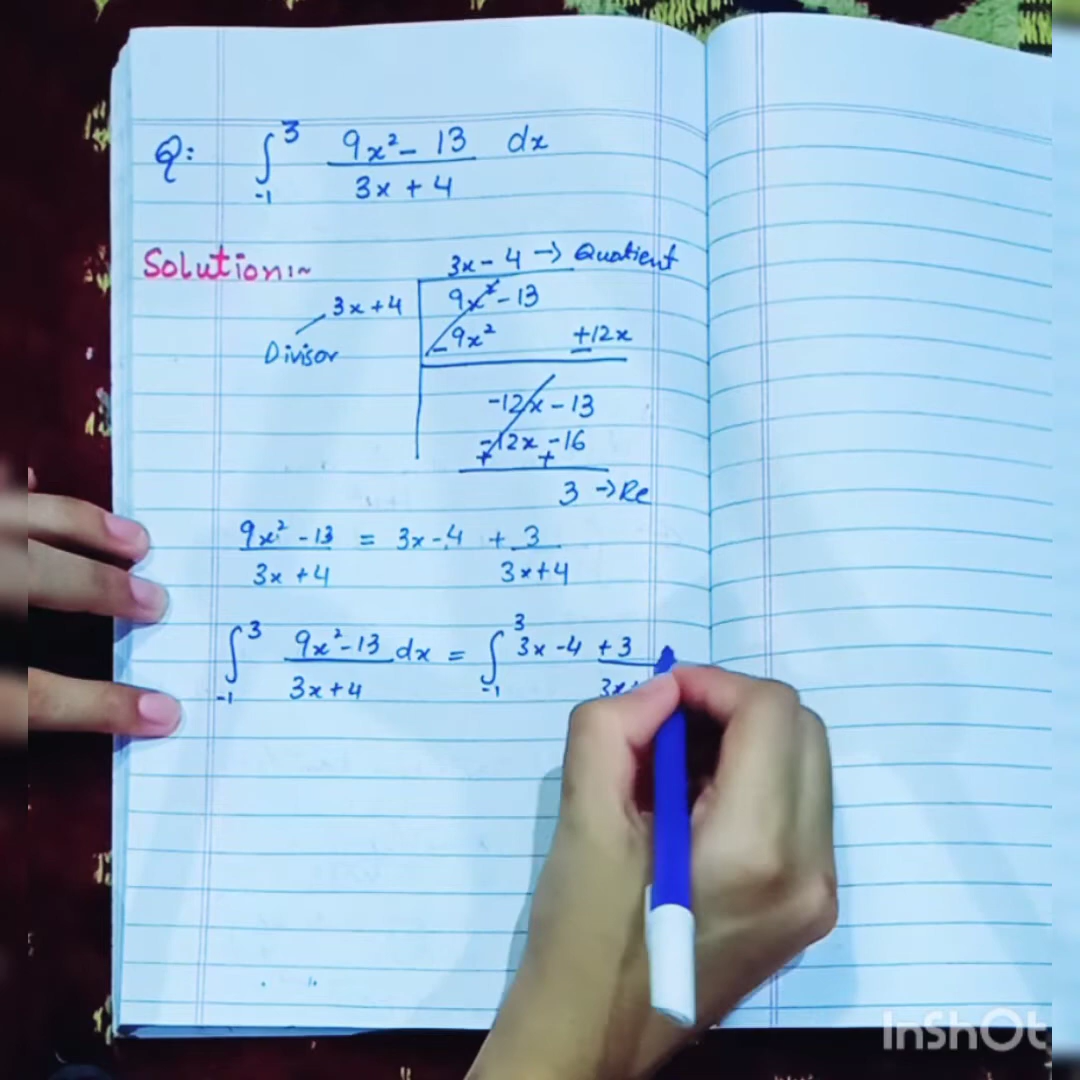 Q: ∫₋₁³ 9x² - 13 / 3x + 4 dx
Solution:~
3x - 4 → Quotient
3x + 4
9x² - 13
Divisor
- 9x² + 12x
-12x - 13
-12x - 16
+ +
3 → Re
9x² - 13 / 3x + 4 = 3x - 4 + 3 / 3x + 4
∫₋₁³ 9x² - 13 / 3x + 4 dx = ∫₋₁³ 3x - 4 + 3 / 3x
InShOt